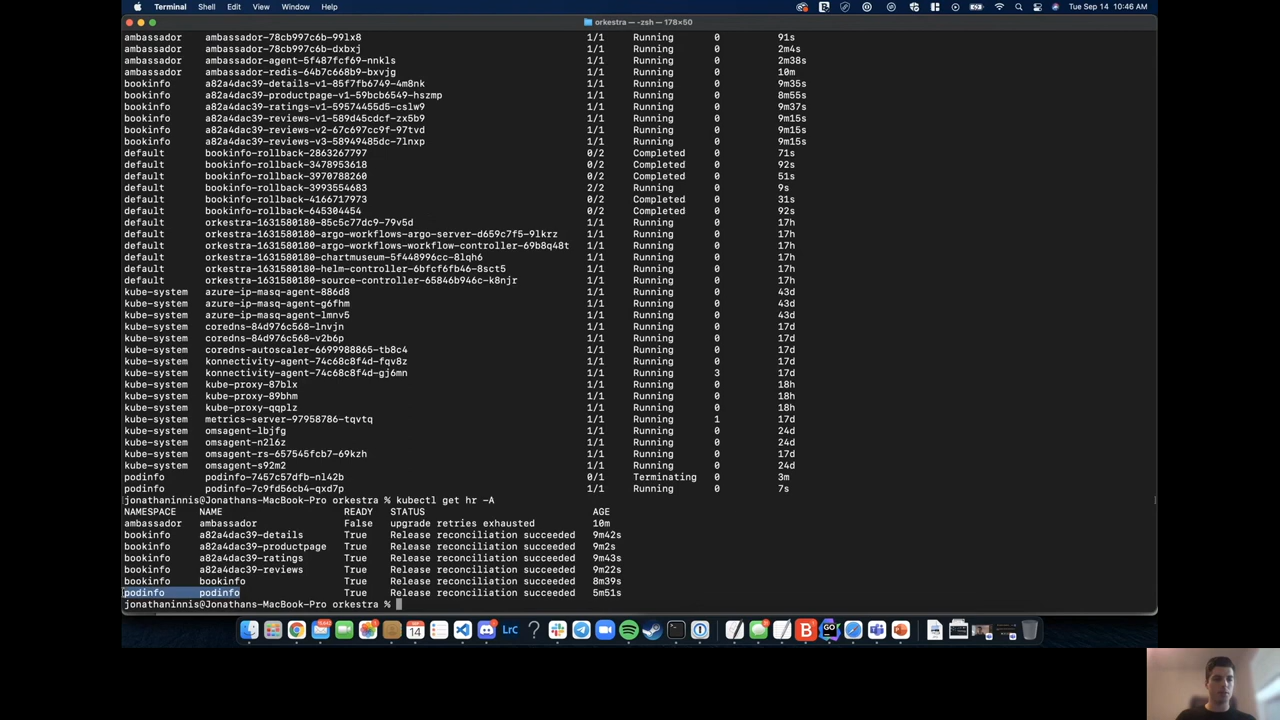 Terminal Shell Edit View Window Help Tue Sep 14 10:46 AM
orkestra — -zsh — 178×50
ambassador ambassador-78cb997c6b-99lx8 1/1 Running 0 91s
ambassador ambassador-78cb997c6b-dxbxj 1/1 Running 0 2m4s
ambassador ambassador-agent-5f487fcf69-nnkls 1/1 Running 0 2m38s
ambassador ambassador-redis-64b7c668b9-bxvjg 1/1 Running 0 10m
bookinfo a82a4dac39-details-v1-85f7fb6749-4m8nk 1/1 Running 0 9m35s
bookinfo a82a4dac39-productpage-v1-59bcb6549-hszmp 1/1 Running 0 8m55s
bookinfo a82a4dac39-ratings-v1-59574455d5-cslw9 1/1 Running 0 9m37s
bookinfo a82a4dac39-reviews-v1-589d45cdcf-zx5b9 1/1 Running 0 9m15s
bookinfo a82a4dac39-reviews-v2-67c697cc9f-97tvd 1/1 Running 0 9m15s
bookinfo a82a4dac39-reviews-v3-58949485dc-7lnxp 1/1 Running 0 9m15s
default bookinfo-rollback-2863267797 0/2 Completed 0 71s
default bookinfo-rollback-3478953618 0/2 Completed 0 92s
default bookinfo-rollback-3970788260 0/2 Completed 0 51s
default bookinfo-rollback-3993554683 2/2 Running 0 9s
default bookinfo-rollback-4166717973 0/2 Completed 0 31s
default bookinfo-rollback-645304454 0/2 Completed 0 92s
default orkestra-1631580180-85c5c77dc9-79v5d 1/1 Running 0 17h
default orkestra-1631580180-argo-workflows-argo-server-d659c7f5-9lkrz 1/1 Running 0 17h
default orkestra-1631580180-argo-workflows-workflow-controller-69b8q48t 1/1 Running 0 17h
default orkestra-1631580180-chartmuseum-5f448996cc-8lqh6 1/1 Running 0 17h
default orkestra-1631580180-helm-controller-6bfcf6fb46-8sct5 1/1 Running 0 17h
default orkestra-1631580180-source-controller-65846b946c-k8njr 1/1 Running 0 17h
kube-system azure-ip-masq-agent-886d8 1/1 Running 0 43d
kube-system azure-ip-masq-agent-g6fhm 1/1 Running 0 43d
kube-system azure-ip-masq-agent-lmnv5 1/1 Running 0 43d
kube-system coredns-84d976c568-lnvjn 1/1 Running 0 17d
kube-system coredns-84d976c568-v2b6p 1/1 Running 0 17d
kube-system coredns-autoscaler-6699988865-tb8c4 1/1 Running 0 17d
kube-system konnectivity-agent-74c68c8f4d-fqv8z 1/1 Running 0 17d
kube-system konnectivity-agent-74c68c8f4d-gj6mn 1/1 Running 3 17d
kube-system kube-proxy-87blx 1/1 Running 0 18h
kube-system kube-proxy-89bhm 1/1 Running 0 18h
kube-system kube-proxy-qqplz 1/1 Running 0 18h
kube-system metrics-server-97958786-tqvtq 1/1 Running 1 17d
kube-system omsagent-lbjfg 1/1 Running 0 24d
kube-system omsagent-n2l6z 1/1 Running 0 24d
kube-system omsagent-rs-657545fcb7-69kzh 1/1 Running 0 17d
kube-system omsagent-s92m2 1/1 Running 0 24d
podinfo podinfo-7457c57dfb-nl42b 0/1 Terminating 0 3m
podinfo podinfo-7c9fd56cb4-qxd7p 1/1 Running 0 7s
jonathaninnis@Jonathans-MacBook-Pro orkestra % kubectl get hr -A
NAMESPACE NAME READY STATUS AGE
ambassador ambassador False upgrade retries exhausted 10m
bookinfo a82a4dac39-details True Release reconciliation succeeded 9m42s
bookinfo a82a4dac39-productpage True Release reconciliation succeeded 9m2s
bookinfo a82a4dac39-ratings True Release reconciliation succeeded 9m43s
bookinfo a82a4dac39-reviews True Release reconciliation succeeded 9m22s
bookinfo bookinfo True Release reconciliation succeeded 8m39s
podinfo podinfo True Release reconciliation succeeded 5m51s
jonathaninnis@Jonathans-MacBook-Pro orkestra %
14 LrC ? B GO